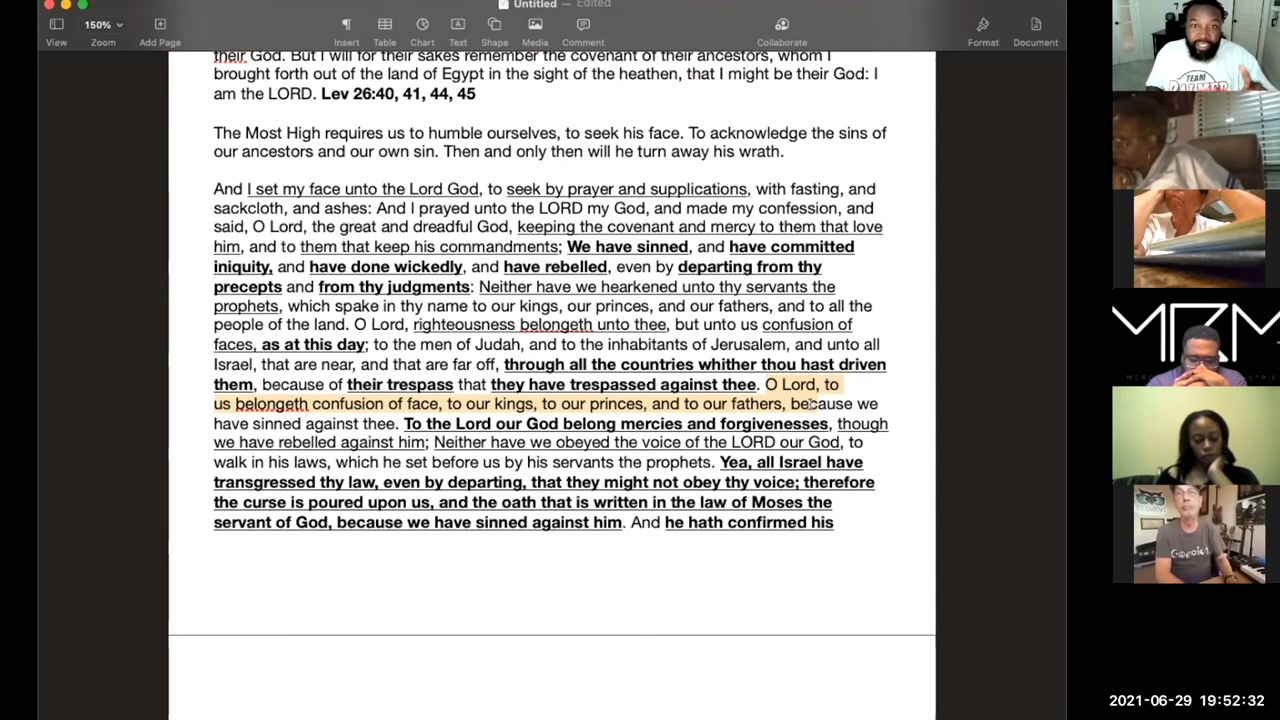 Untitled — Edited
150%
View Zoom Add Page Insert Table Chart Text Shape Media Comment Collaborate Format Document
their God. But I will for their sakes remember the covenant of their ancestors, whom I
brought forth out of the land of Egypt in the sight of the heathen, that I might be their God: I
am the LORD. Lev 26:40, 41, 44, 45
The Most High requires us to humble ourselves, to seek his face. To acknowledge the sins of
our ancestors and our own sin. Then and only then will he turn away his wrath.
And I set my face unto the Lord God, to seek by prayer and supplications, with fasting, and
sackcloth, and ashes: And I prayed unto the LORD my God, and made my confession, and
said, O Lord, the great and dreadful God, keeping the covenant and mercy to them that love
him, and to them that keep his commandments; We have sinned, and have committed
iniquity, and have done wickedly, and have rebelled, even by departing from thy
precepts and from thy judgments: Neither have we hearkened unto thy servants the
prophets, which spake in thy name to our kings, our princes, and our fathers, and to all the
people of the land. O Lord, righteousness belongeth unto thee, but unto us confusion of
faces, as at this day; to the men of Judah, and to the inhabitants of Jerusalem, and unto all
Israel, that are near, and that are far off, through all the countries whither thou hast driven
them, because of their trespass that they have trespassed against thee. O Lord, to
us belongeth confusion of face, to our kings, to our princes, and to our fathers, because we
have sinned against thee. To the Lord our God belong mercies and forgivenesses, though
we have rebelled against him; Neither have we obeyed the voice of the LORD our God, to
walk in his laws, which he set before us by his servants the prophets. Yea, all Israel have
transgressed thy law, even by departing, that they might not obey thy voice; therefore
the curse is poured upon us, and the oath that is written in the law of Moses the
servant of God, because we have sinned against him. And he hath confirmed his
TEAM
MRM
2021-06-29 19:52:32